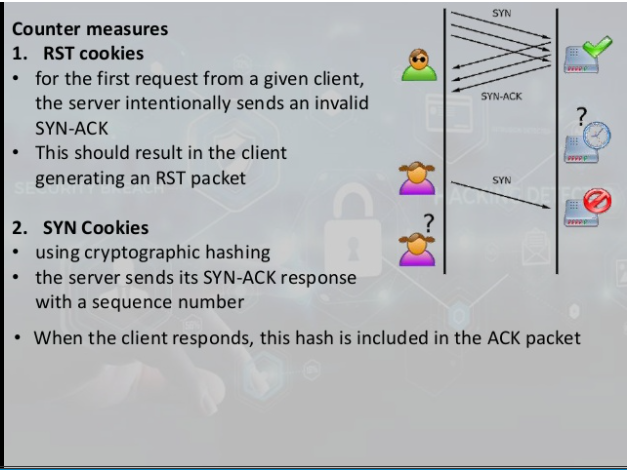 Counter measures
1. RST cookies
• for the first request from a given client,
the server intentionally sends an invalid
SYN-ACK
• This should result in the client
generating an RST packet
2. SYN Cookies
• using cryptographic hashing
• the server sends its SYN-ACK response
with a sequence number
• When the client responds, this hash is included in the ACK packet
SYN
SYN-ACK
?
SYN
?